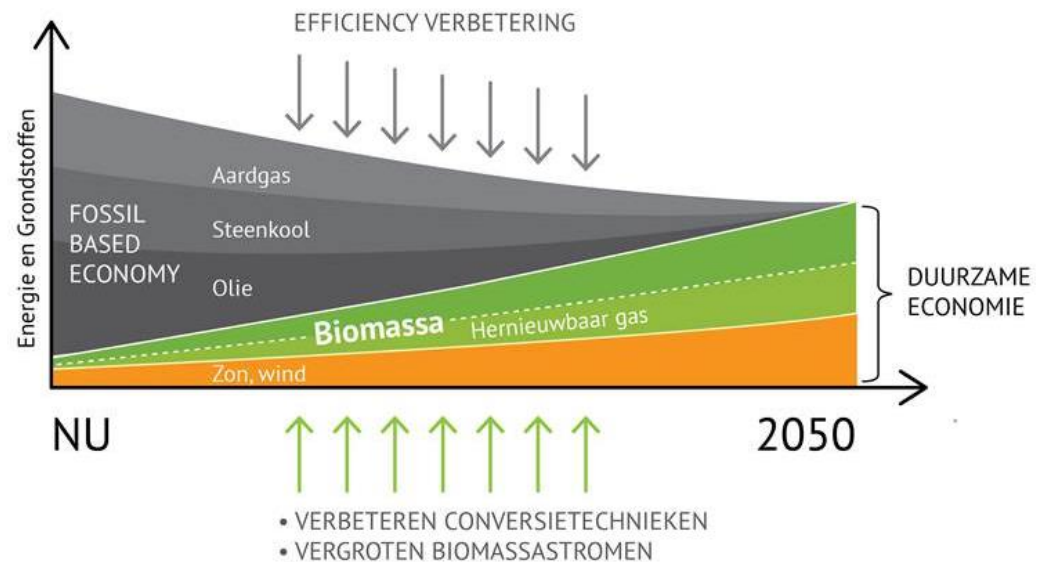 EFFICIENCY VERBETERING
Energie en Grondstoffen
Aardgas
FOSSIL
BASED
ECONOMY
Steenkool
Olie
Biomassa
Hernieuwbaar gas
Zon, wind
DUURZAME
ECONOMIE
NU
2050
• VERBETEREN CONVERSIETECHNIEKEN
• VERGROTEN BIOMASSASTROMEN